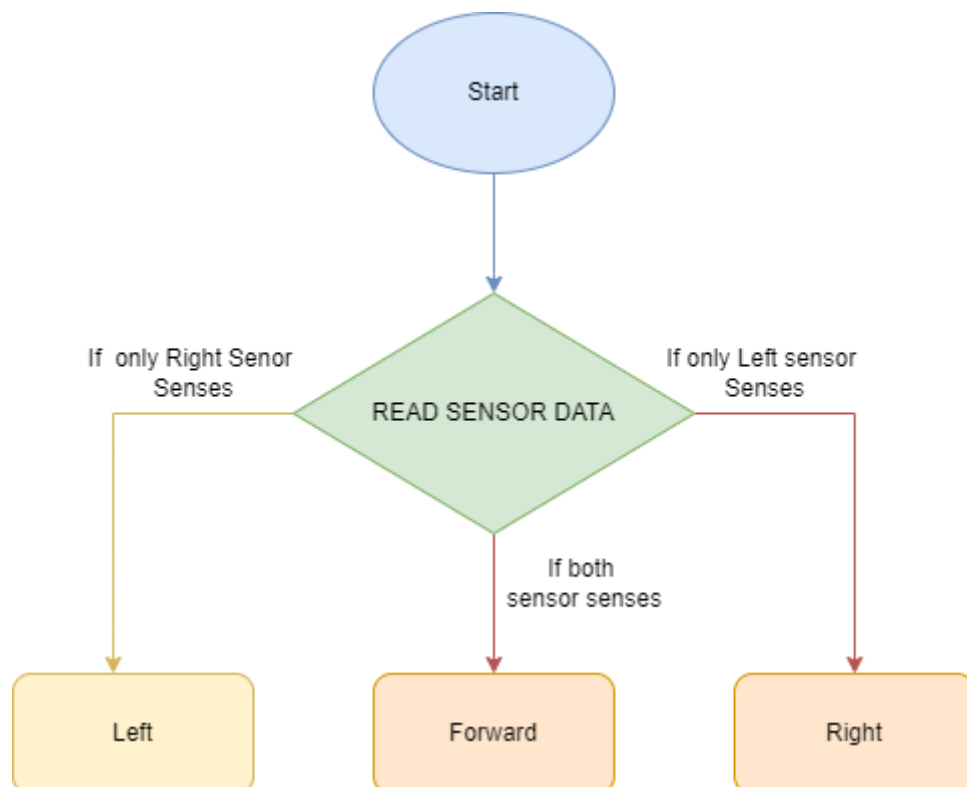 Start
If  only Right Senor
Senses
If only Left sensor
Senses
READ SENSOR DATA
If both
sensor senses
Left
Forward
Right